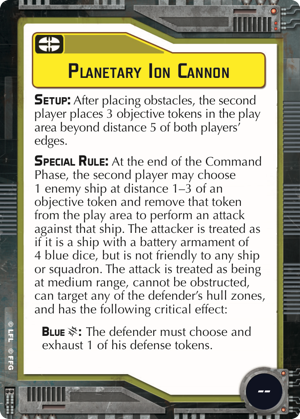 Planetary Ion Cannon
Setup: After placing obstacles, the second
player places 3 objective tokens in the play
area beyond distance 5 of both players’
edges.
Special Rule: At the end of the Command
Phase, the second player may choose
1 enemy ship at distance 1–3 of an
objective token and remove that token
from the play area to perform an attack
against that ship. The attacker is treated as
if it is a ship with a battery armament of
4 blue dice, but is not friendly to any ship
or squadron. The attack is treated as being
at medium range, cannot be obstructed,
can target any of the defender’s hull zones,
and has the following critical effect:
Blue : The defender must choose and
exhaust 1 of his defense tokens.
© LFL © FFG
--